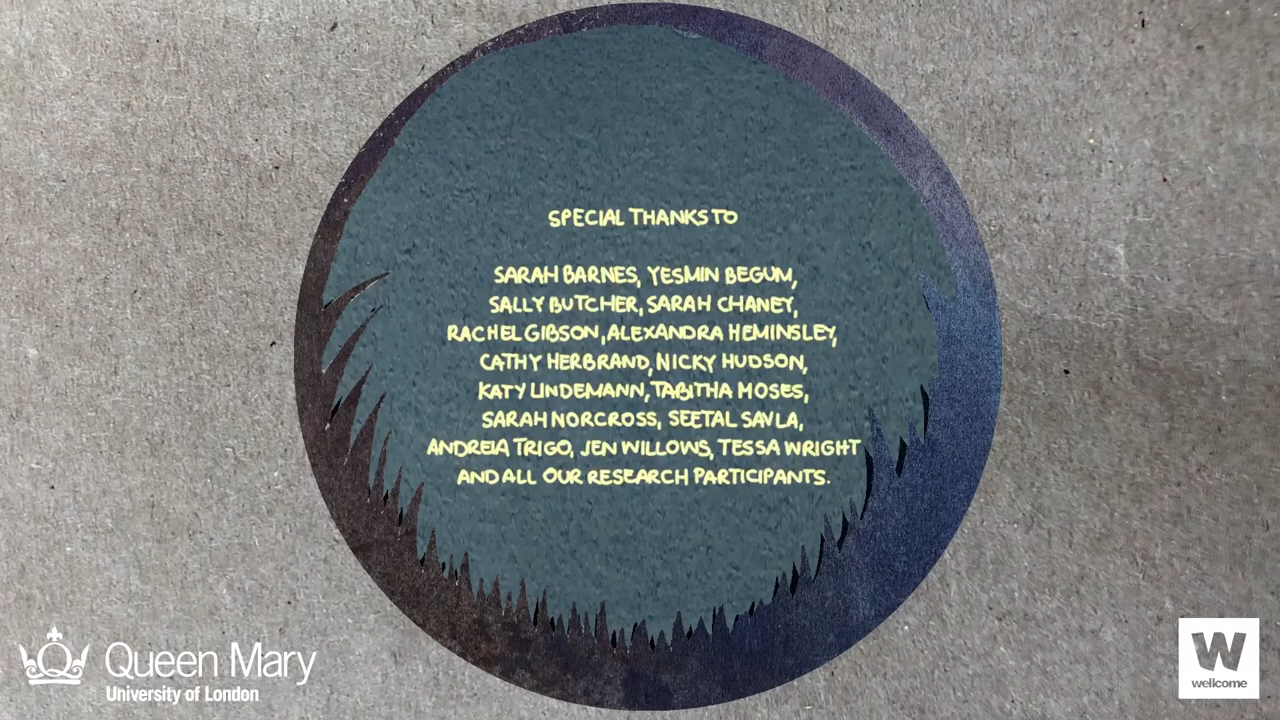 SPECIAL THANKS TO
SARAH BARNES, YESMIN BEGUM,
SALLY BUTCHER, SARAH CHANEY,
RACHEL GIBSON, ALEXANDRA HEMINSLEY,
CATHY HERBRAND, NICKY HUDSON,
KATY LINDEMANN, TABITHA MOSES,
SARAH NORCROSS, SEETAL SAVLA,
ANDREIA TRIGO, JEN WILLOWS, TESSA WRIGHT
AND ALL OUR RESEARCH PARTICIPANTS.
Queen Mary
University of London
W
wellcome